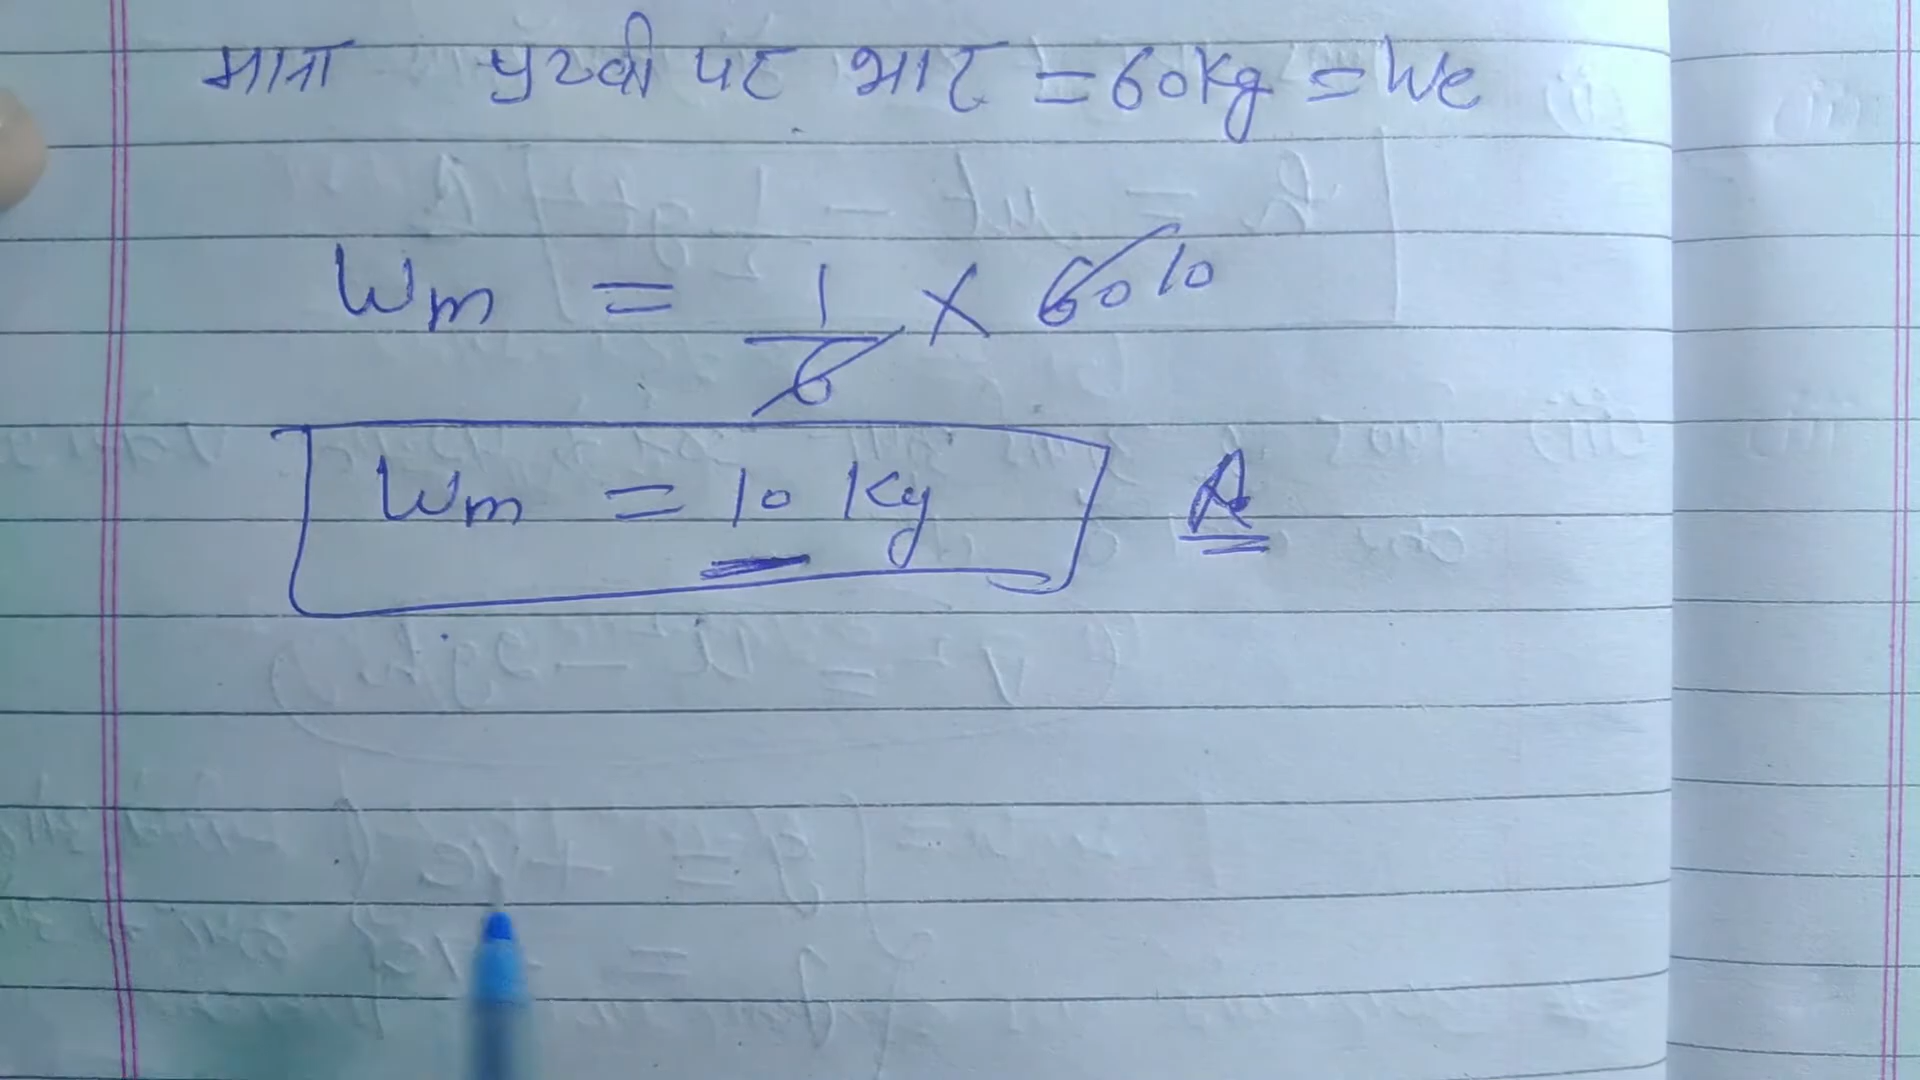 माना पृथ्वी पर भार = 60Kg = We
Wm = 1/6 × 60 10
Wm = 10 Kg A